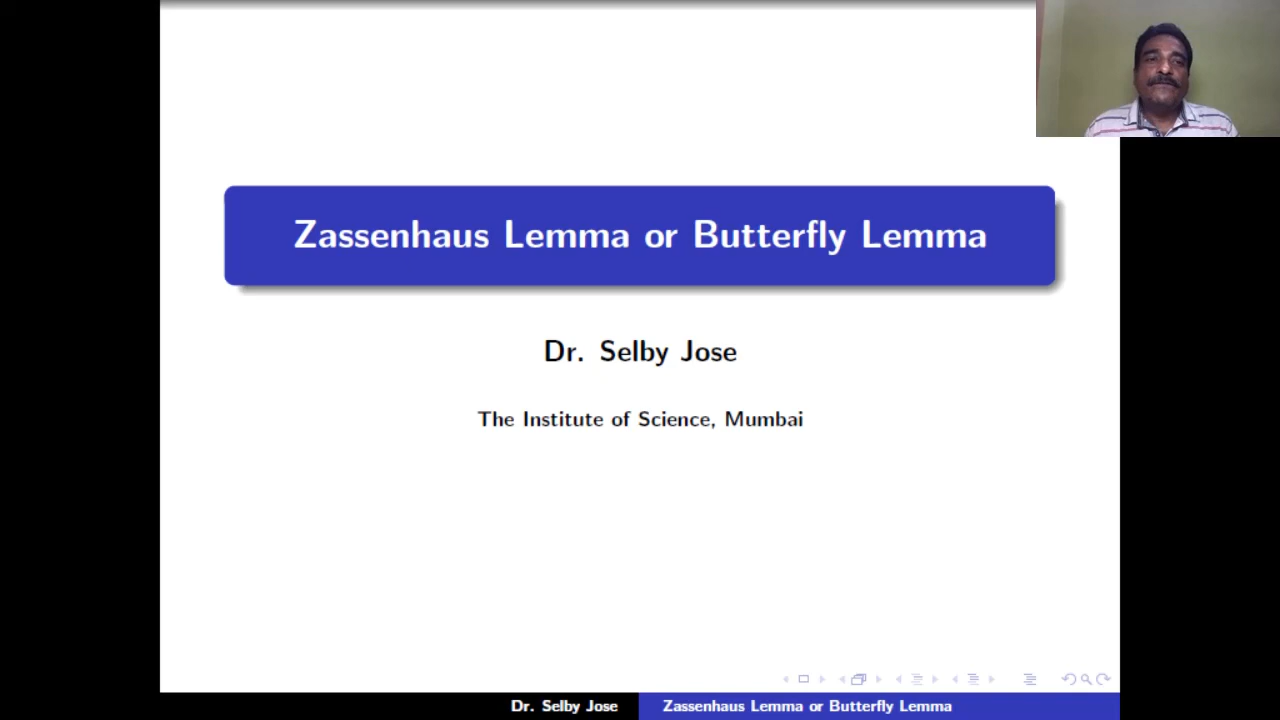 Zassenhaus Lemma or Butterfly Lemma
Dr. Selby Jose
The Institute of Science, Mumbai
Dr. Selby Jose
Zassenhaus Lemma or Butterfly Lemma